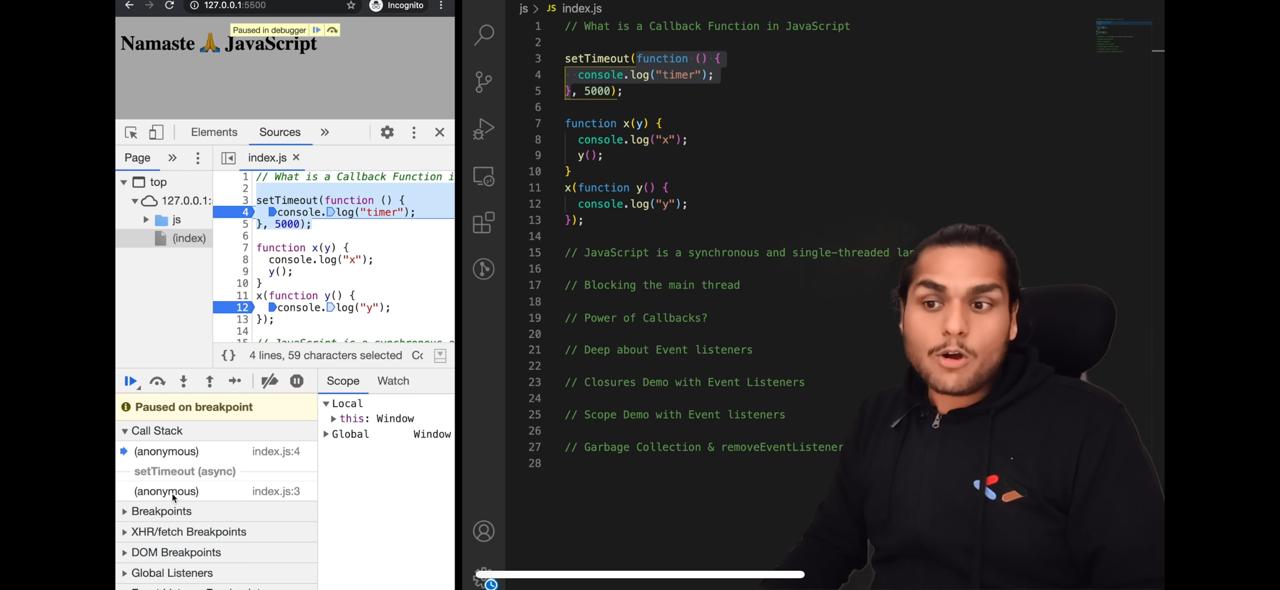 127.0.0.1:5500
Incognito
Paused in debugger
Namaste 🙏 JavaScript
Elements
Sources
»
Page
»
index.js
top
127.0.0.1:
js
(index)
1 // What is a Callback Function i
2
3 setTimeout(function () {
4 console.log("timer");
5 }, 5000);
6
7 function x(y) {
8 console.log("x");
9 y();
10 }
11 x(function y() {
12 console.log("y");
13 });
14
{ } 4 lines, 59 characters selected
Scope
Watch
Paused on breakpoint
Call Stack
(anonymous) index.js:4
setTimeout (async)
(anonymous) index.js:3
Breakpoints
XHR/fetch Breakpoints
DOM Breakpoints
Global Listeners
Local
this: Window
Global Window
js > JS index.js
1 // What is a Callback Function in JavaScript
2
3 setTimeout(function () {
4 console.log("timer");
5 }, 5000);
6
7 function x(y) {
8 console.log("x");
9 y();
10 }
11 x(function y() {
12 console.log("y");
13 });
14
15 // JavaScript is a synchronous and single-threaded
16
17 // Blocking the main thread
18
19 // Power of Callbacks?
20
21 // Deep about Event listeners
22
23 // Closures Demo with Event Listeners
24
25 // Scope Demo with Event listeners
26
27 // Garbage Collection & removeEventListener
28